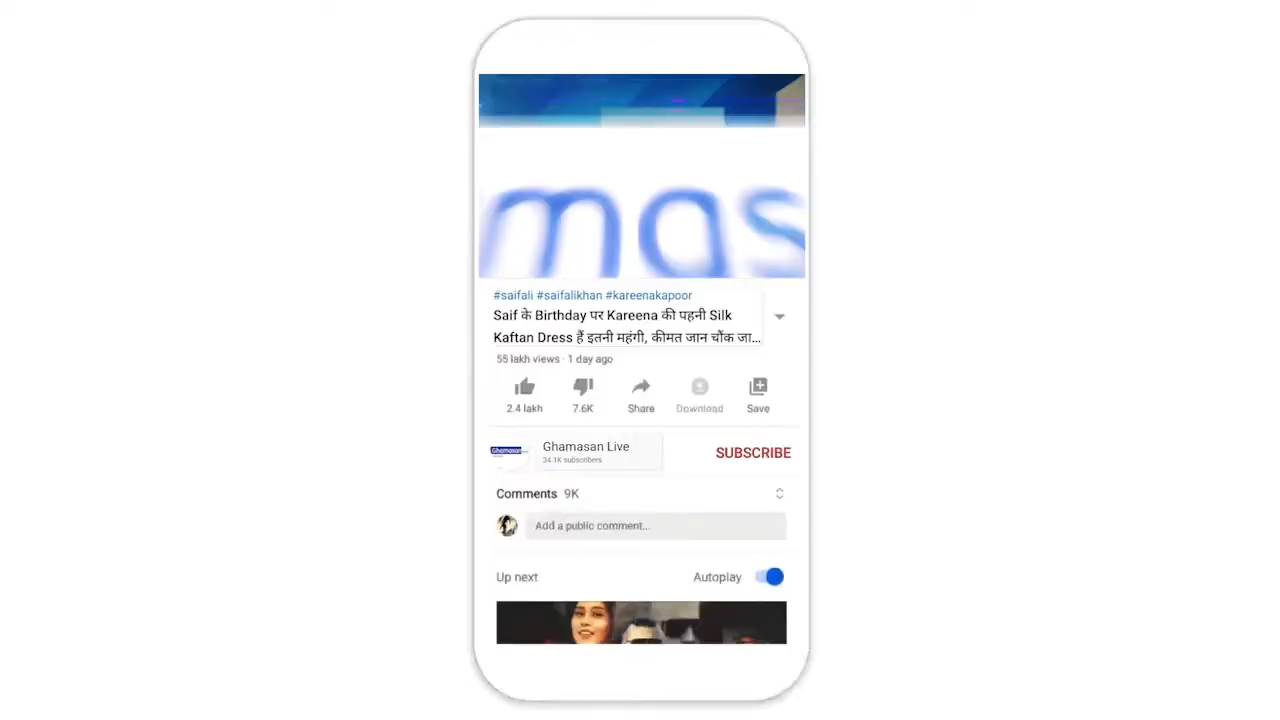 mas
#saifali #saifalikhan #kareenakapoor
Saif के Birthday पर Kareena की पहनी Silk
Kaftan Dress हैं इतनी महंगी, कीमत जान चौंक जा...
55 lakh views · 1 day ago
2.4 lakh 7.6K Share Download Save
Ghamasan
Ghamasan Live
34.1K subscribers
SUBSCRIBE
Comments 9K
Add a public comment...
Up next Autoplay